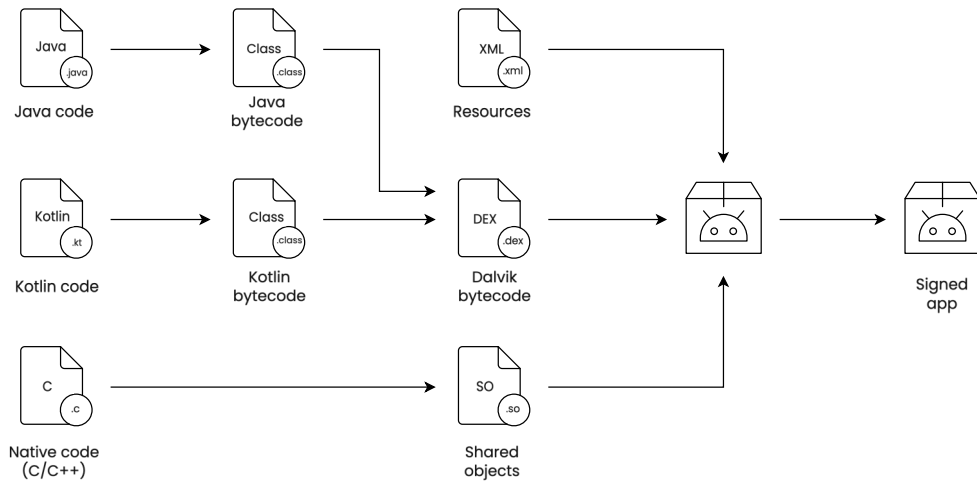 Java
.java
Java code
Class
.class
Java
bytecode
XML
.xml
Resources
Kotlin
.kt
Kotlin code
Class
.class
Kotlin
bytecode
DEX
.dex
Dalvik
bytecode
Signed
app
C
.c
Native code
(C/C++)
SO
.so
Shared
objects